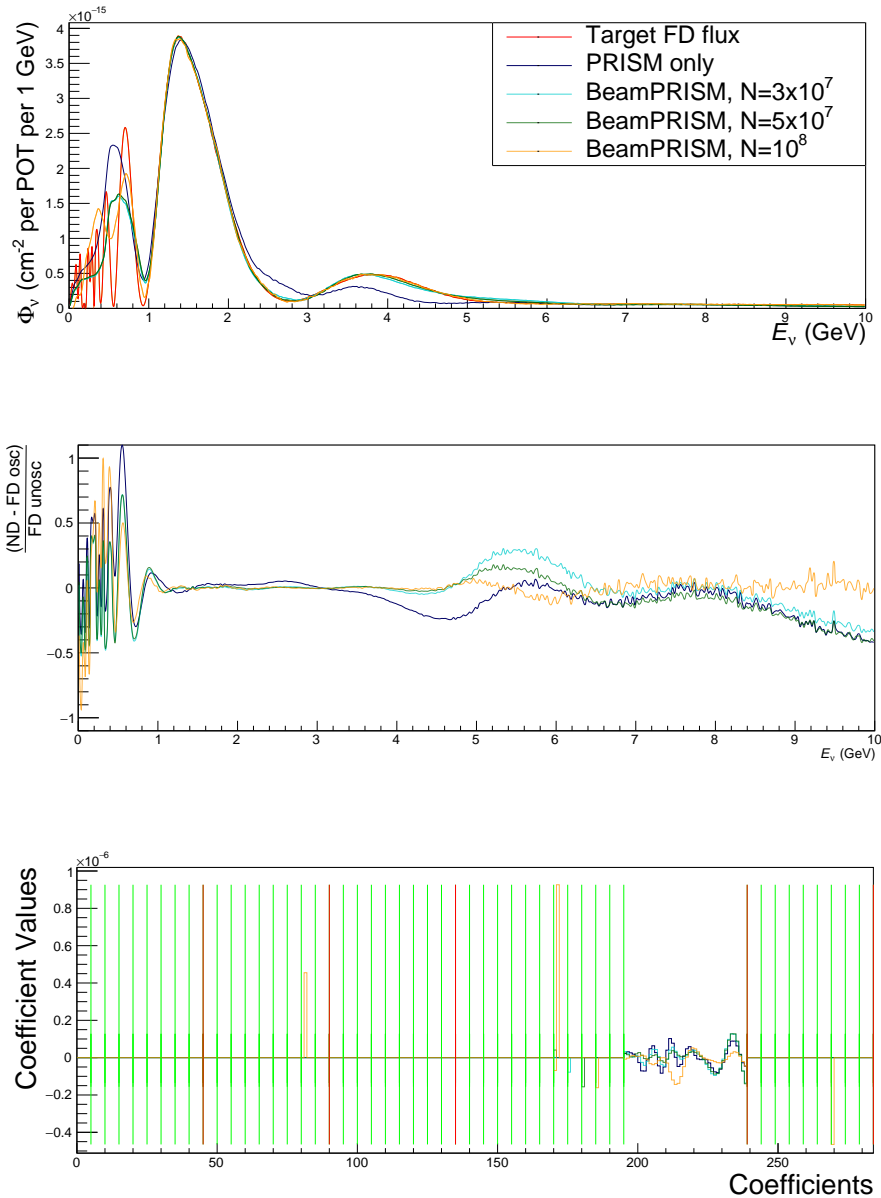 ×10⁻¹⁵
Φν (cm⁻² per POT per 1 GeV)
4
3.5
3
2.5
2
1.5
1
0.5
0
0 1 2 3 4 5 6 7 8 9 10
Eν (GeV)
Target FD flux
PRISM only
BeamPRISM, N=3x10⁷
BeamPRISM, N=5x10⁷
BeamPRISM, N=10⁸
(ND - FD osc)
FD unosc
1
0.5
0
−0.5
−1
0 1 2 3 4 5 6 7 8 9 10
Eν (GeV)
×10⁻⁶
Coefficient Values
1
0.8
0.6
0.4
0.2
0
−0.2
−0.4
0 50 100 150 200 250
Coefficients